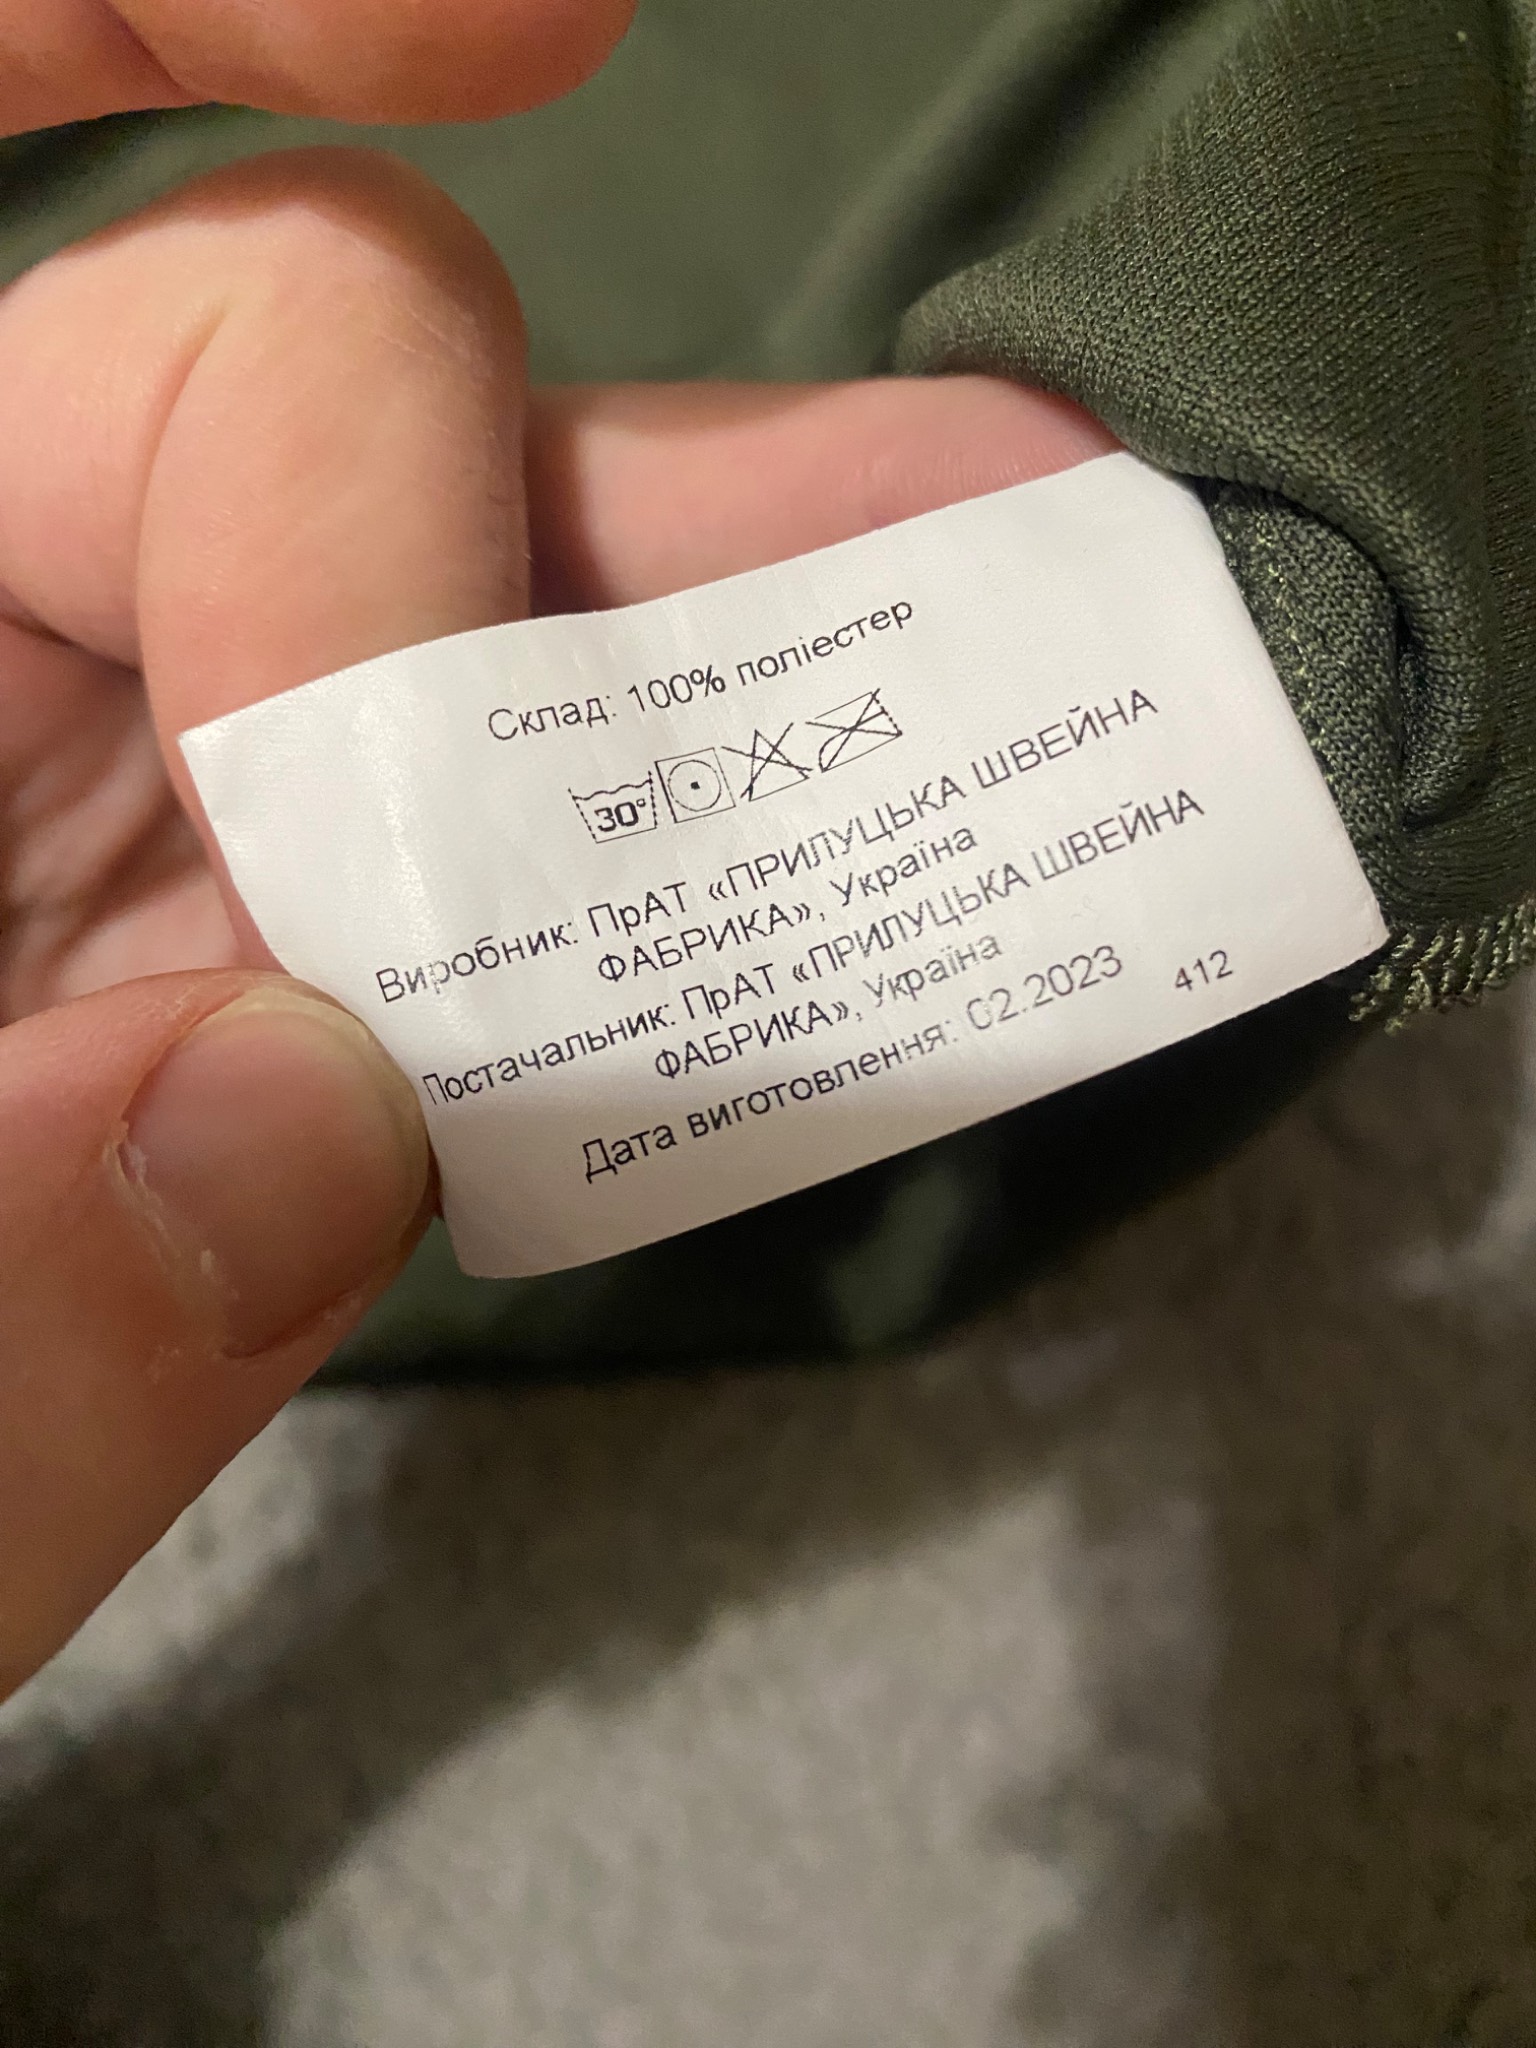 Склад: 100% поліестер
30°
Виробник: ПрАТ «ПРИЛУЦЬКА ШВЕЙНА
ФАБРИКА», Україна
Постачальник: ПрАТ «ПРИЛУЦЬКА ШВЕЙНА
ФАБРИКА», Україна
Дата виготовлення: 02.2023
412